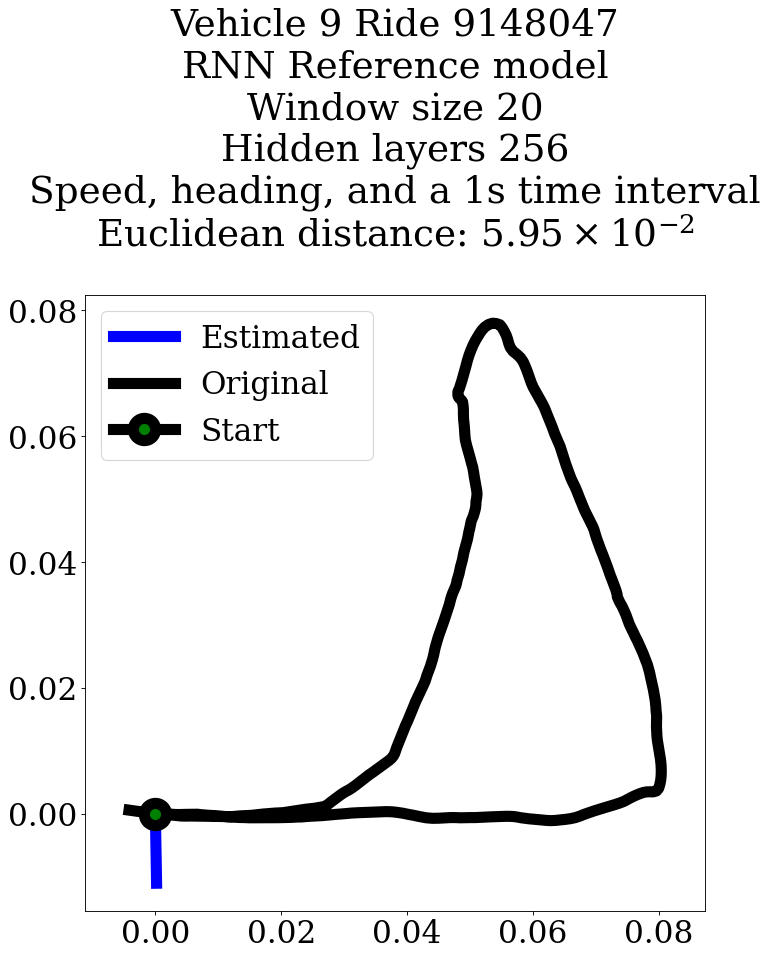 Vehicle 9 Ride 9148047
RNN Reference model
Window size 20
Hidden layers 256
Speed, heading, and a 1s time interval
Euclidean distance: 5.95 × 10⁻²
Estimated
Original
Start
0.08
0.06
0.04
0.02
0.00
0.00 0.02 0.04 0.06 0.08